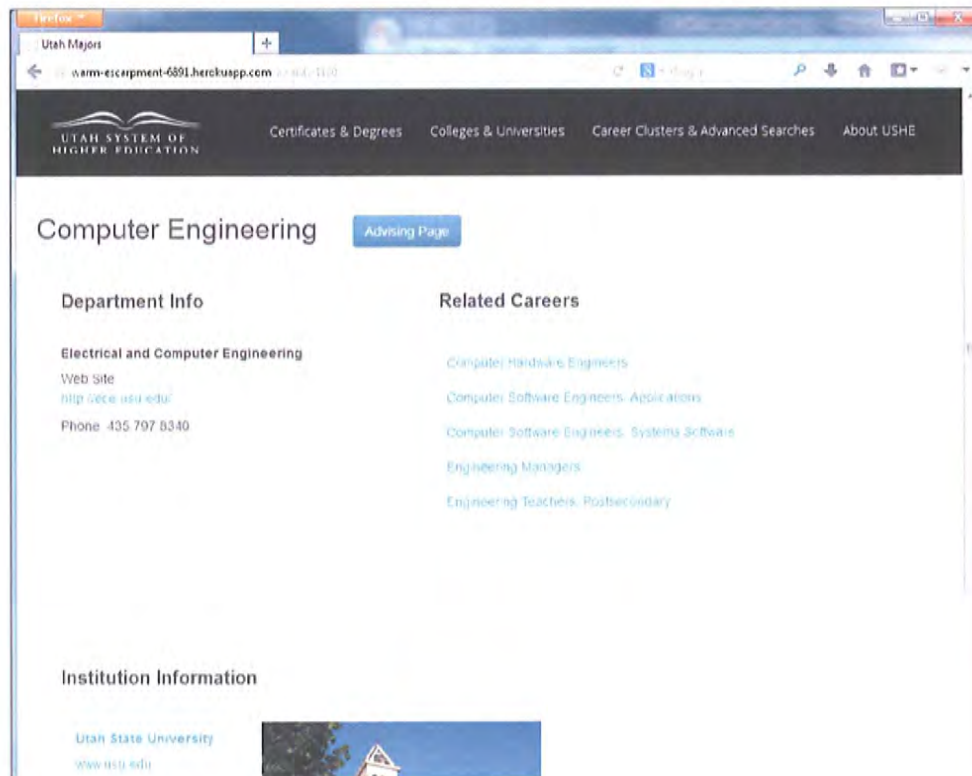 Firefox
Utah Majors
warm-escarpment-6891.herokuapp.com
UTAH SYSTEM OF
HIGHER EDUCATION
Certificates & Degrees
Colleges & Universities
Career Clusters & Advanced Searches
About USHE
Computer Engineering
Advising Page
Department Info
Electrical and Computer Engineering
Web Site
http://ece.usu.edu/
Phone 435 797 8340
Related Careers
Computer Hardware Engineers
Computer Software Engineers, Applications
Computer Software Engineers, Systems Software
Engineering Managers
Engineering Teachers, Postsecondary
Institution Information
Utah State University
www.usu.edu